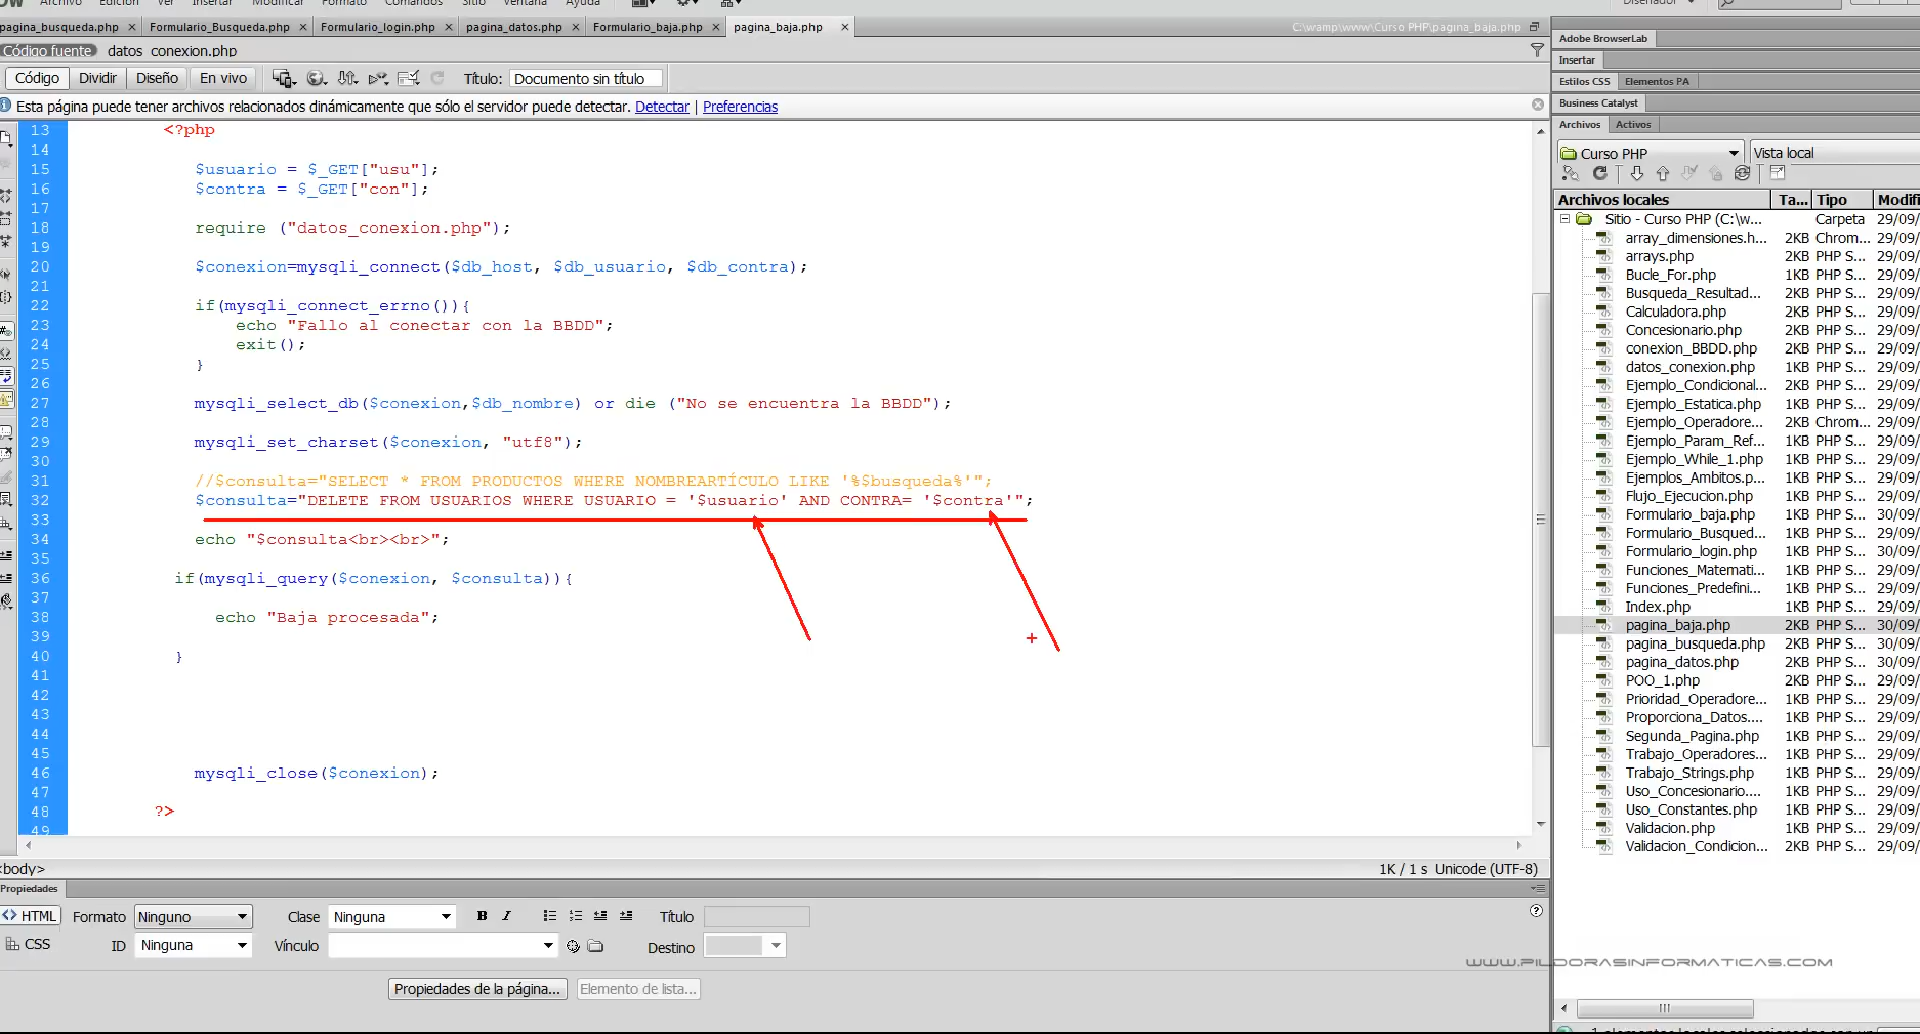 Archivo Edición Ver Insertar Modificar Formato Comandos Sitio Ventana Ayuda
Diseñador
pagina_busqueda.php × Formulario_Busqueda.php × Formulario_login.php × pagina_datos.php × Formulario_baja.php × pagina_baja.php ×
C:\wamp\www\Curso PHP\pagina_baja.php
Código fuente datos conexion.php
Código Dividir Diseño En vivo Título: Documento sin título
Esta página puede tener archivos relacionados dinámicamente que sólo el servidor puede detectar. Detectar | Preferencias
13 <?php
14
15 $usuario = $_GET["usu"];
16 $contra = $_GET["con"];
17
18 require ("datos_conexion.php");
19
20 $conexion=mysqli_connect($db_host, $db_usuario, $db_contra);
21
22 if(mysqli_connect_errno()){
23 echo "Fallo al conectar con la BBDD";
24 exit();
25 }
26
27 mysqli_select_db($conexion,$db_nombre) or die ("No se encuentra la BBDD");
28
29 mysqli_set_charset($conexion, "utf8");
30
31 //$consulta="SELECT * FROM PRODUCTOS WHERE NOMBREARTÍCULO LIKE '%$busqueda%'";
32 $consulta="DELETE FROM USUARIOS WHERE USUARIO = '$usuario' AND CONTRA= '$contra'";
33
34 echo "$consulta<br><br>";
35
36 if(mysqli_query($conexion, $consulta)){
37
38 echo "Baja procesada";
39
40 }
41
42
43
44
45
46 mysqli_close($conexion);
47
48 ?>
49
<body>
1K / 1 s Unicode (UTF-8)
Propiedades
<> HTML Formato Ninguno Clase Ninguna B I Título
CSS ID Ninguna Vínculo Destino
Propiedades de la página... Elemento de lista...
Adobe BrowserLab
Insertar
Estilos CSS Elementos PA
Business Catalyst
Archivos Activos
Curso PHP Vista local
Archivos locales Ta... Tipo Modifi
Sitio - Curso PHP (C:\w... Carpeta 29/09/
array_dimensiones.h... 2KB Chrom... 29/09/
arrays.php 2KB PHP S... 29/09/
Bucle_For.php 1KB PHP S... 29/09/
Busqueda_Resultad... 2KB PHP S... 29/09/
Calculadora.php 2KB PHP S... 29/09/
Concesionario.php 2KB PHP S... 29/09/
conexion_BBDD.php 2KB PHP S... 29/09/
datos_conexion.php 1KB PHP S... 29/09/
Ejemplo_Condicional... 2KB PHP S... 29/09/
Ejemplo_Estatica.php 1KB PHP S... 29/09/
Ejemplo_Operadore... 2KB Chrom... 29/09/
Ejemplo_Param_Ref... 1KB PHP S... 29/09/
Ejemplo_While_1.php 1KB PHP S... 29/09/
Ejemplos_Ambitos.p... 1KB PHP S... 29/09/
Flujo_Ejecucion.php 1KB PHP S... 29/09/
Formulario_baja.php 1KB PHP S... 30/09/
Formulario_Busqued... 1KB PHP S... 29/09/
Formulario_login.php 1KB PHP S... 30/09/
Funciones_Matemati... 1KB PHP S... 29/09/
Funciones_Predefini... 1KB PHP S... 29/09/
Index.php 1KB PHP S... 29/09/
pagina_baja.php 2KB PHP S... 30/09/
pagina_busqueda.php 1KB PHP S... 30/09/
pagina_datos.php 2KB PHP S... 30/09/
POO_1.php 2KB PHP S... 29/09/
Prioridad_Operadore... 1KB PHP S... 29/09/
Proporciona_Datos.... 1KB PHP S... 29/09/
Segunda_Pagina.php 1KB PHP S... 29/09/
Trabajo_Operadores... 1KB PHP S... 29/09/
Trabajo_Strings.php 1KB PHP S... 29/09/
Uso_Concesionario.... 1KB PHP S... 29/09/
Uso_Constantes.php 1KB PHP S... 29/09/
Validacion.php 1KB PHP S... 29/09/
Validacion_Condicion... 2KB PHP S... 29/09/
WWW.PILDORASINFORMATICAS.COM